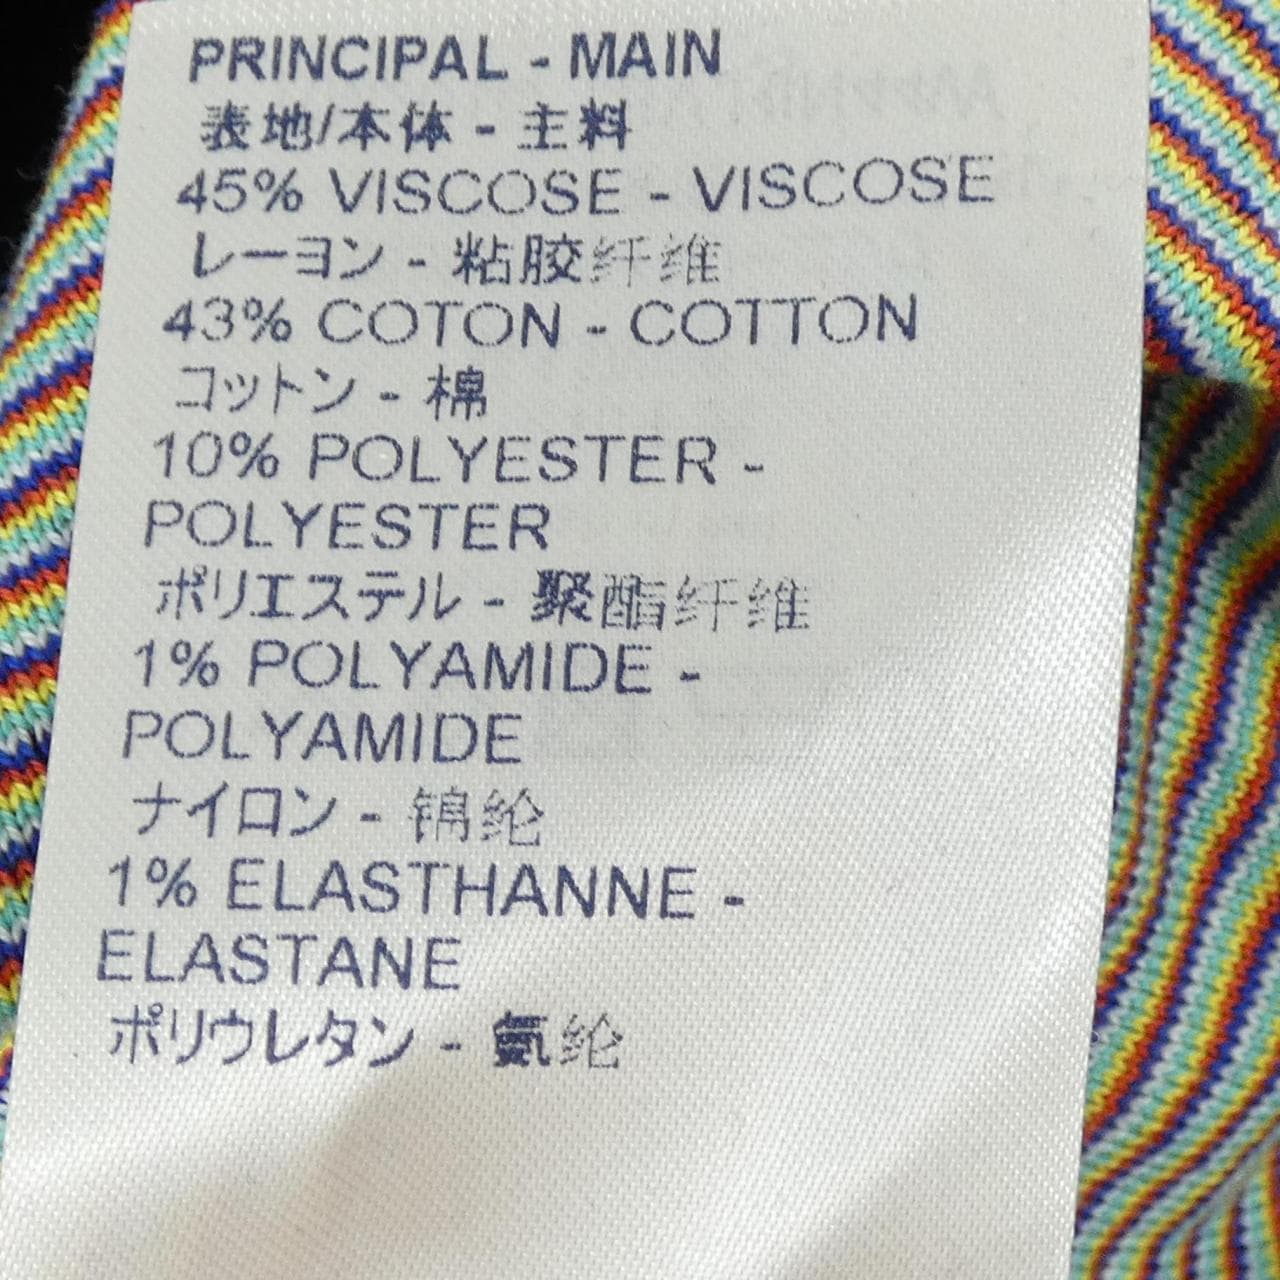 PRINCIPAL - MAIN
表地/本体 - 主料
45% VISCOSE - VISCOSE
レーヨン - 粘胶纤维
43% COTON - COTTON
コットン - 棉
10% POLYESTER -
POLYESTER
ポリエステル - 聚酯纤维
1% POLYAMIDE -
POLYAMIDE
ナイロン - 锦纶
1% ELASTHANNE -
ELASTANE
ポリウレタン - 氨纶